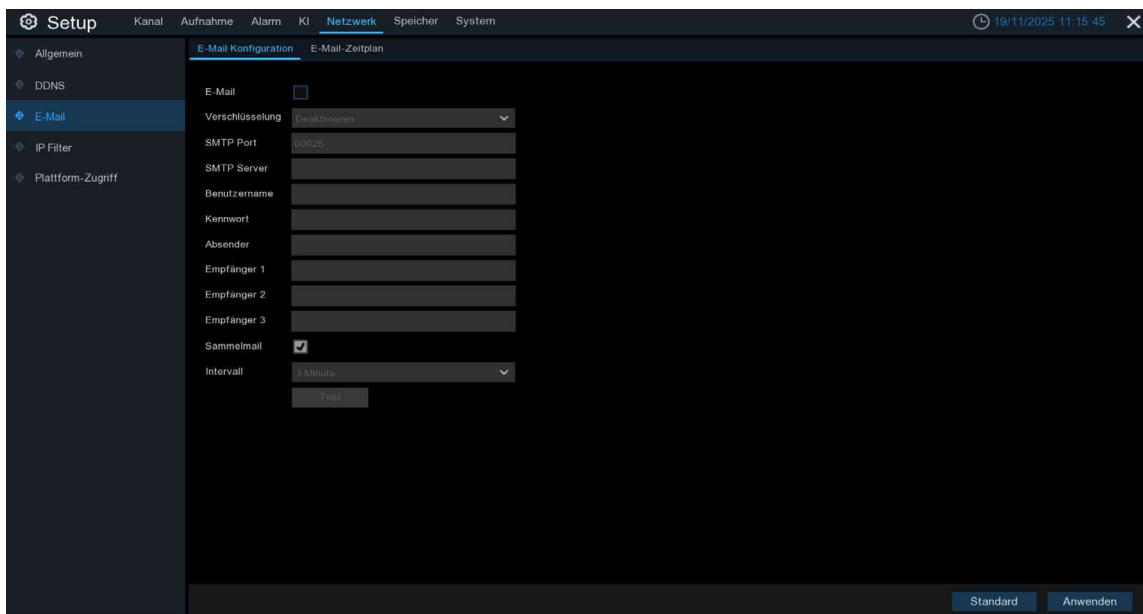 Setup Kanal Aufnahme Alarm KI Netzwerk Speicher System 19/11/2025 11:15:45
Allgemein
DDNS
E-Mail
IP Filter
Plattform-Zugriff
E-Mail Konfiguration E-Mail-Zeitplan
E-Mail
Verschlüsselung Deaktivieren
SMTP Port 00025
SMTP Server
Benutzername
Kennwort
Absender
Empfänger 1
Empfänger 2
Empfänger 3
Sammelmail
Intervall 3 Minute
Test
Standard Anwenden